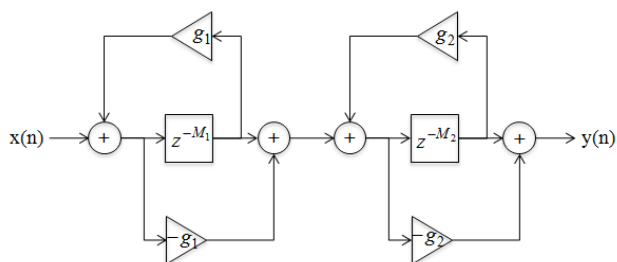 g₁ g₂
x(n) + z⁻ᴹ₁ + + z⁻ᴹ₂ + y(n)
−g₁ −g₂